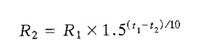 R₂ = R₁ × 1.5^(t₁−t₂)/10